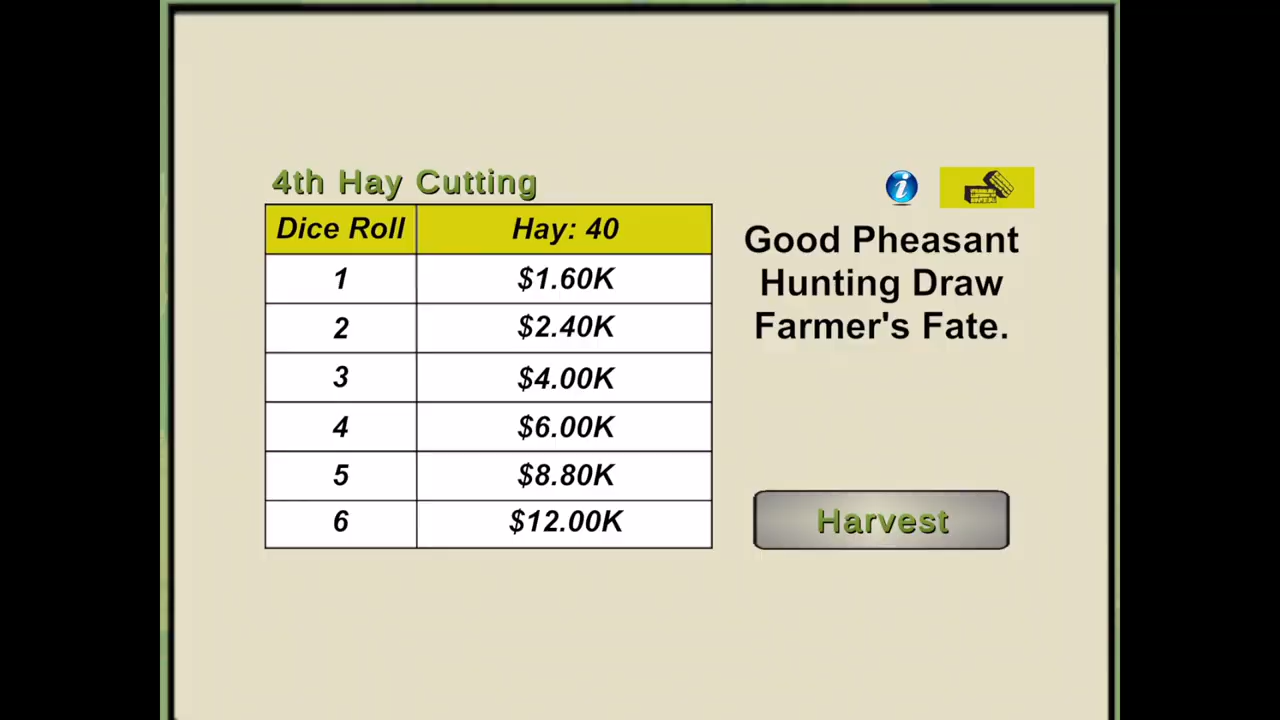 4th Hay Cutting
Dice Roll Hay: 40
1 $1.60K
2 $2.40K
3 $4.00K
4 $6.00K
5 $8.80K
6 $12.00K
i
Good Pheasant
Hunting Draw
Farmer's Fate.
Harvest